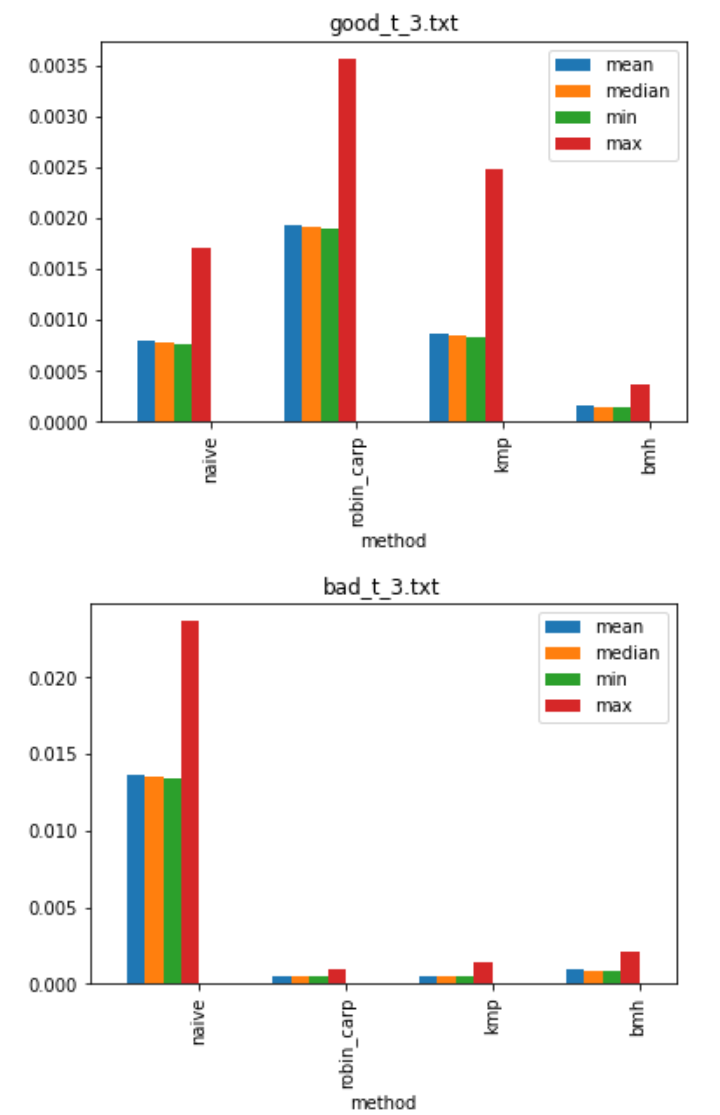 good_t_3.txt
mean
median
min
max
0.0035
0.0030
0.0025
0.0020
0.0015
0.0010
0.0005
0.0000
naive
robin_carp
kmp
bmh
method
bad_t_3.txt
mean
median
min
max
0.020
0.015
0.010
0.005
0.000
naive
robin_carp
kmp
bmh
method